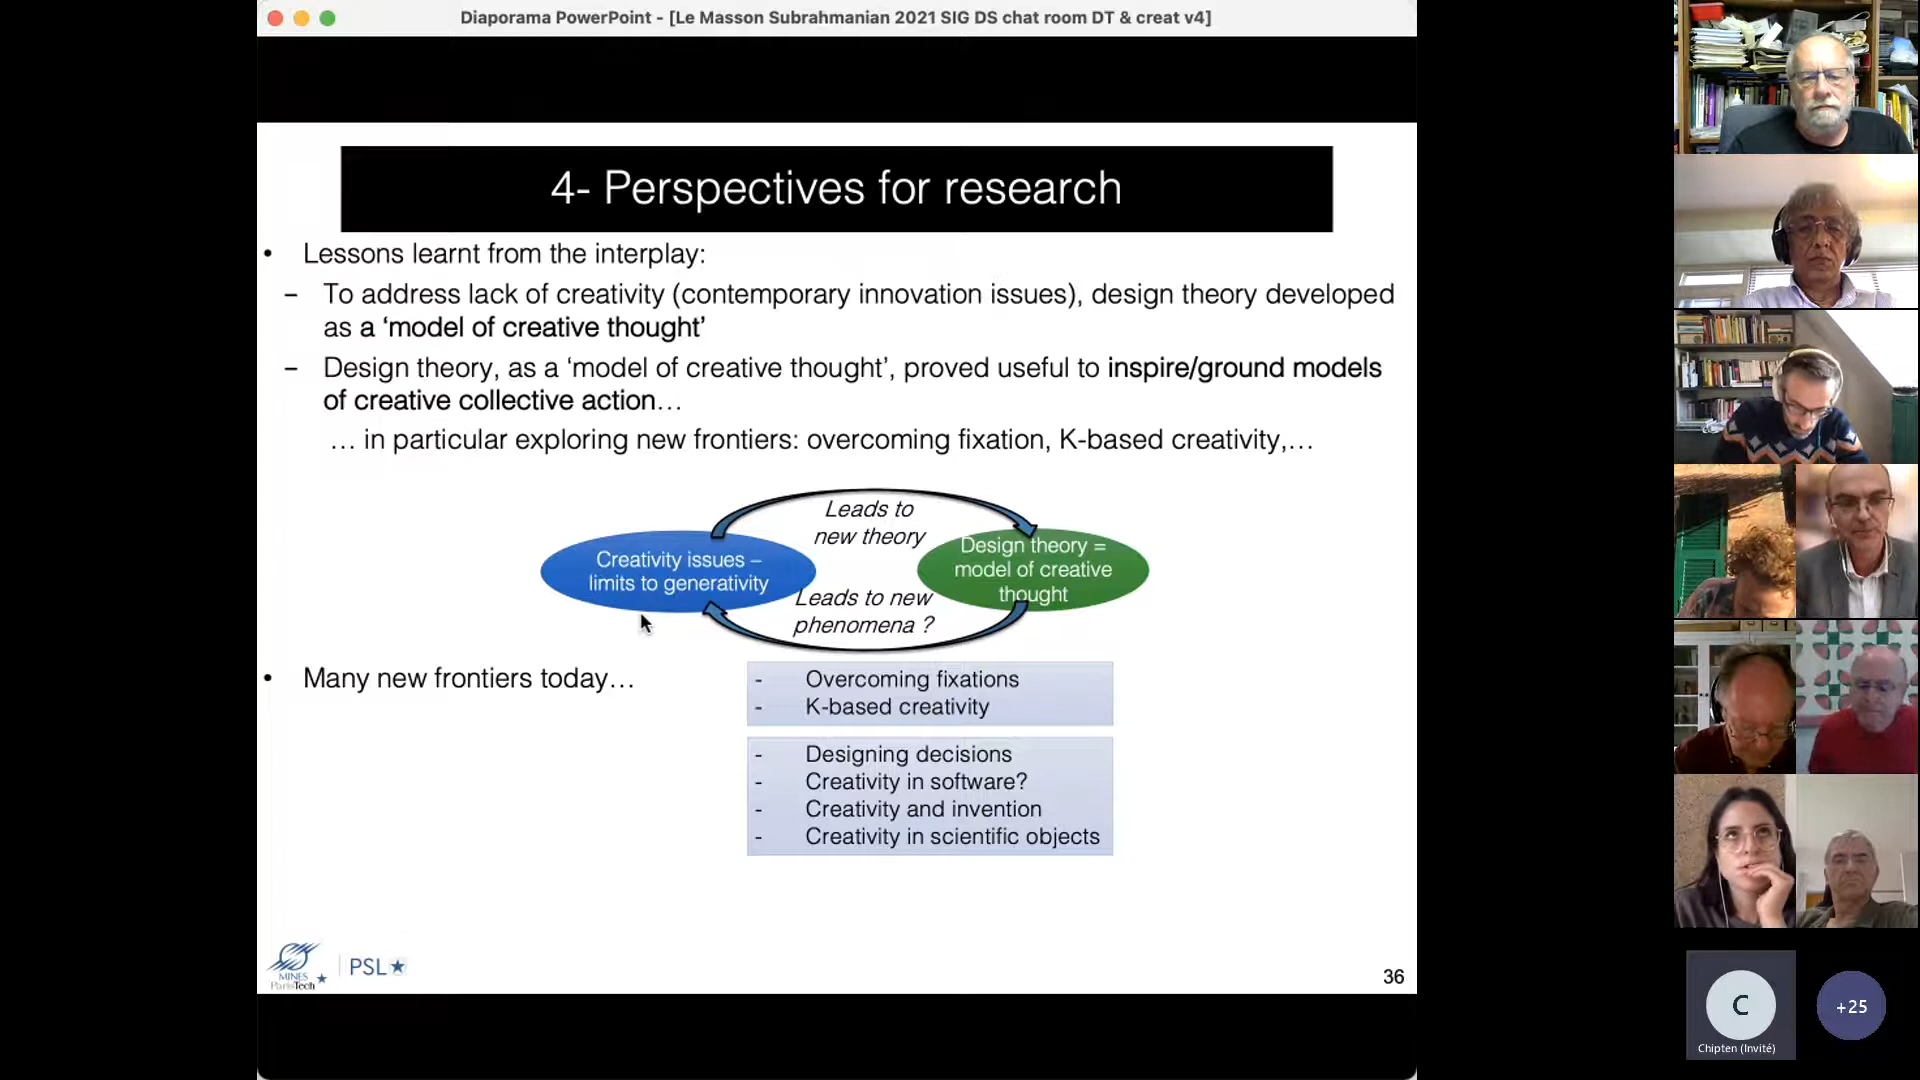 Diaporama PowerPoint - [Le Masson Subrahmanian 2021 SIG DS chat room DT & creat v4]
4- Perspectives for research
• Lessons learnt from the interplay:
– To address lack of creativity (contemporary innovation issues), design theory developed
as a ‘model of creative thought’
– Design theory, as a ‘model of creative thought’, proved useful to inspire/ground models
of creative collective action…
… in particular exploring new frontiers: overcoming fixation, K-based creativity,…
Leads to
new theory
Creativity issues –
limits to generativity
Design theory =
model of creative
thought
Leads to new
phenomena ?
• Many new frontiers today…
- Overcoming fixations
- K-based creativity
- Designing decisions
- Creativity in software?
- Creativity and invention
- Creativity in scientific objects
MINES
ParisTech
PSL
36
C
Chipten (Invité)
+25